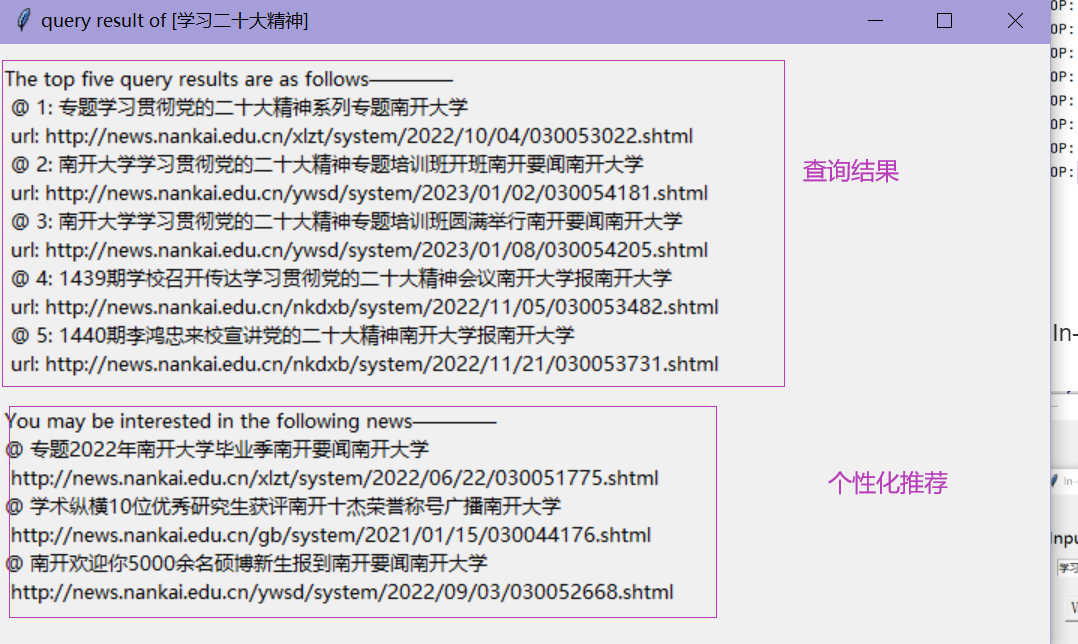 query result of [学习二十大精神]
The top five query results are as follows————
@ 1: 专题学习贯彻党的二十大精神系列专题南开大学
url: http://news.nankai.edu.cn/xlzt/system/2022/10/04/030053022.shtml
@ 2: 南开大学学习贯彻党的二十大精神专题培训班开班南开要闻南开大学
url: http://news.nankai.edu.cn/ywsd/system/2023/01/02/030054181.shtml
@ 3: 南开大学学习贯彻党的二十大精神专题培训班圆满举行南开要闻南开大学
url: http://news.nankai.edu.cn/ywsd/system/2023/01/08/030054205.shtml
@ 4: 1439期学校召开传达学习贯彻党的二十大精神会议南开大学报南开大学
url: http://news.nankai.edu.cn/nkdxb/system/2022/11/05/030053482.shtml
@ 5: 1440期李鸿忠来校宣讲党的二十大精神南开大学报南开大学
url: http://news.nankai.edu.cn/nkdxb/system/2022/11/21/030053731.shtml
查询结果
You may be interested in the following news————
@ 专题2022年南开大学毕业季南开要闻南开大学
http://news.nankai.edu.cn/xlzt/system/2022/06/22/030051775.shtml
@ 学术纵横10位优秀研究生获评南开十杰荣誉称号广播南开大学
http://news.nankai.edu.cn/gb/system/2021/01/15/030044176.shtml
@ 南开欢迎你5000余名硕博新生报到南开要闻南开大学
http://news.nankai.edu.cn/ywsd/system/2022/09/03/030052668.shtml
个性化推荐
OP:
OP:
OP:
OP:
OP:
OP:
OP:
OP:
In-
In-
Inpu
学习